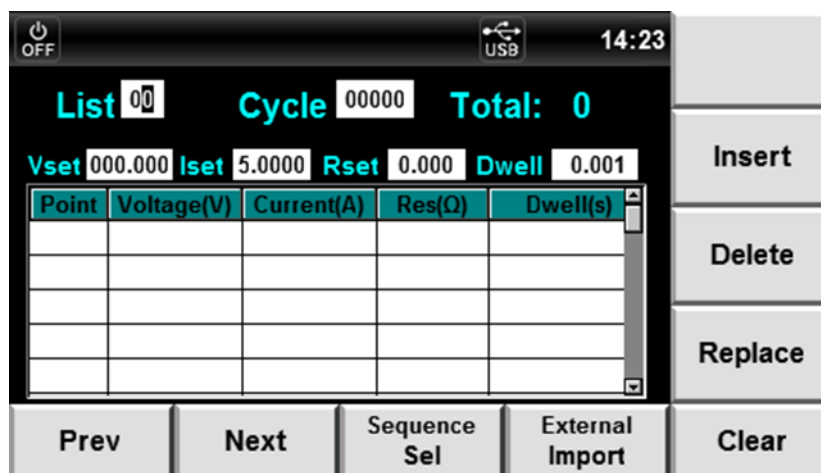 OFF USB 14:23
List 00 Cycle 00000 Total: 0
Vset 000.000 Iset 5.0000 Rset 0.000 Dwell 0.001
Point Voltage(V) Current(A) Res(Ω) Dwell(s)
Insert
Delete
Replace
Prev Next Sequence Sel External Import Clear